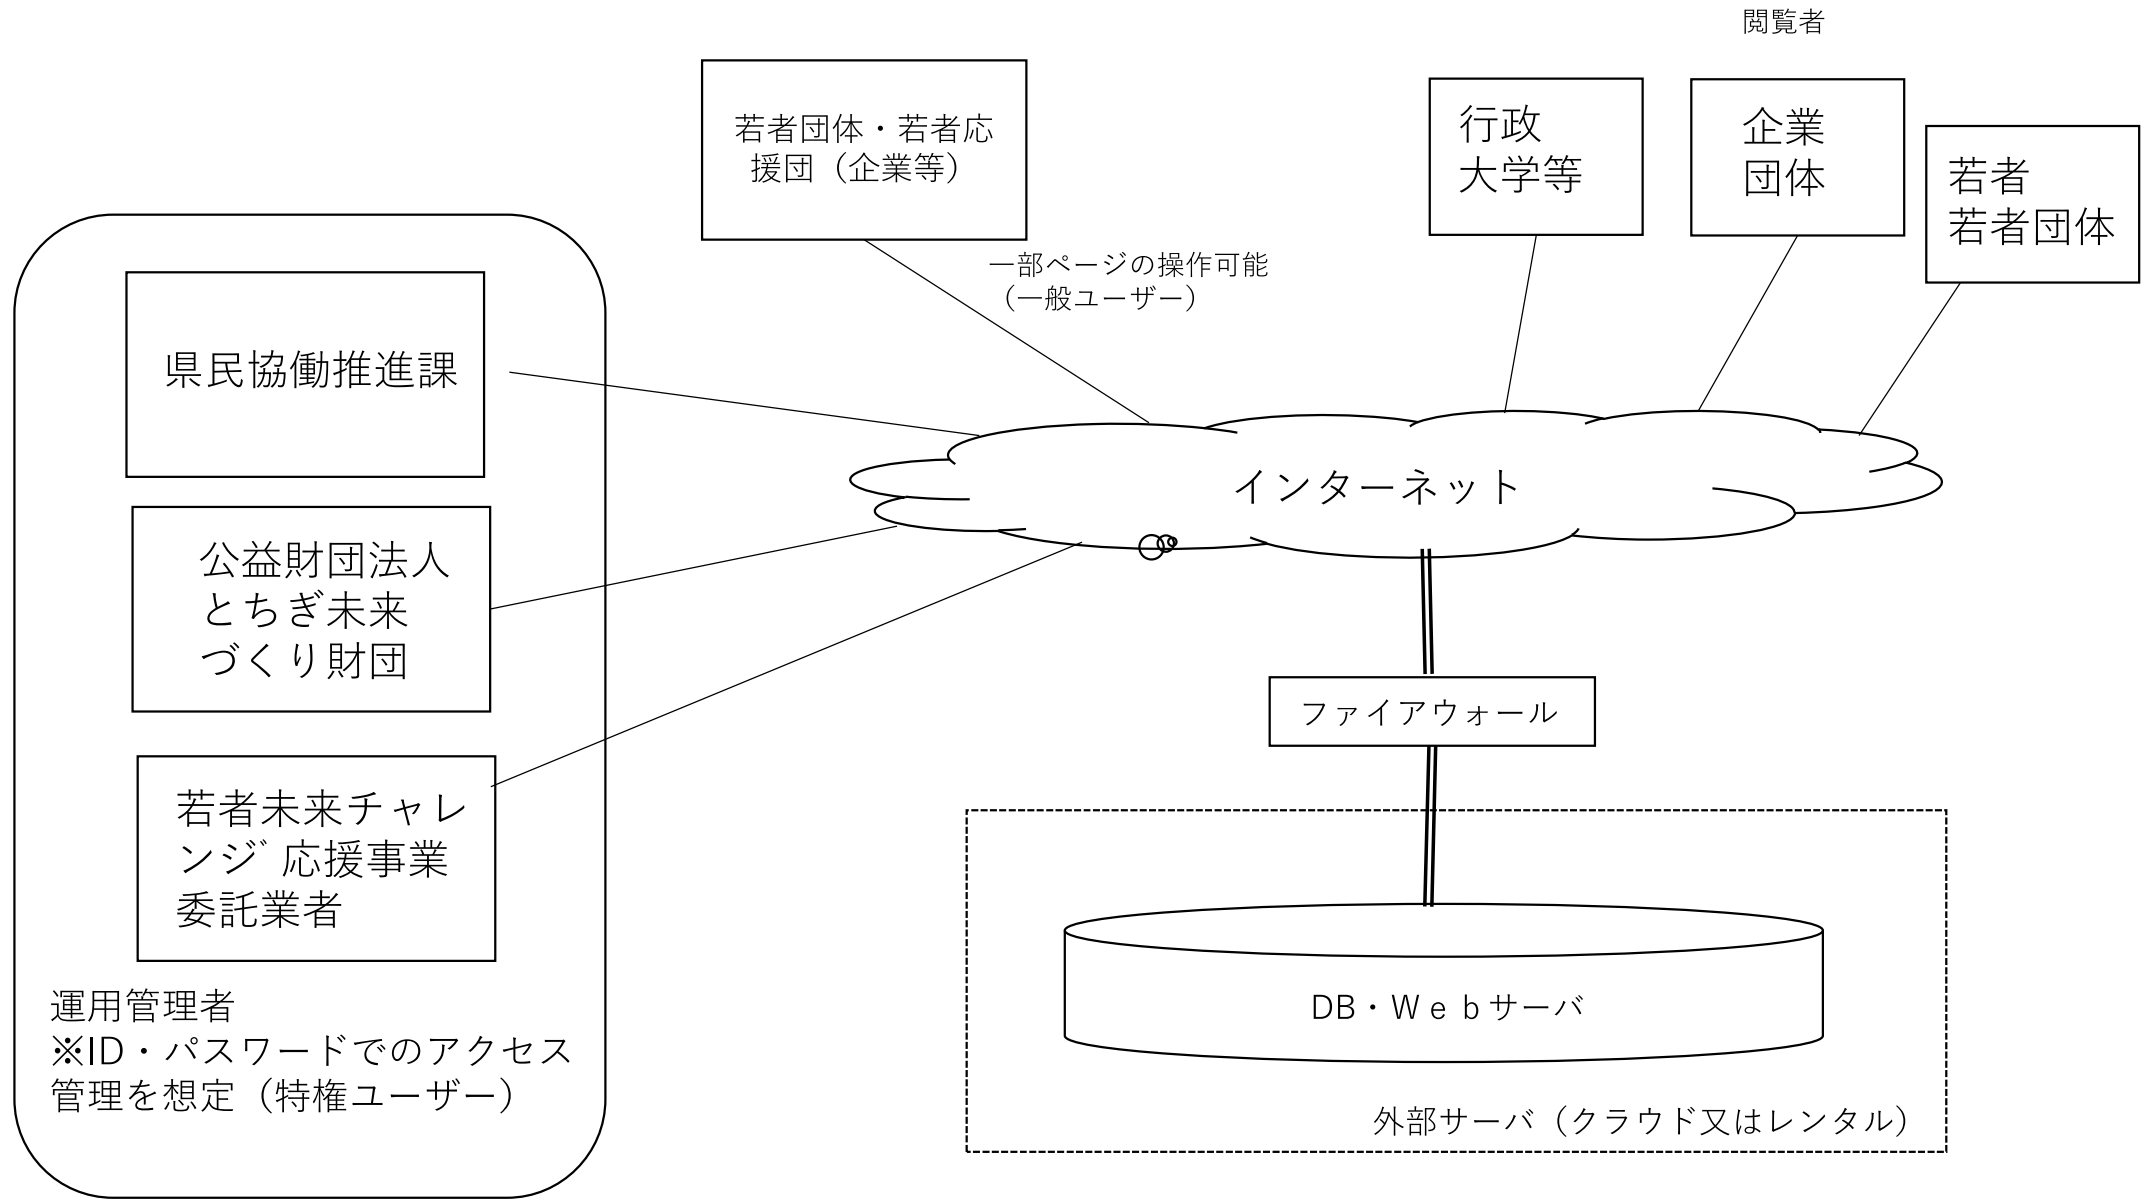 閲覧者
若者団体・若者応
援団（企業等）
行政
大学等
企業
団体
若者
若者団体
一部ページの操作可能
（一般ユーザー）
県民協働推進課
インターネット
公益財団法人
とちぎ未来
づくり財団
ファイアウォール
若者未来チャレ
ンジﾞ応援事業
委託業者
運用管理者
※ID・パスワードでのアクセス
管理を想定（特権ユーザー）
DB・Ｗｅｂサーバ
外部サーバ（クラウド又はレンタル）